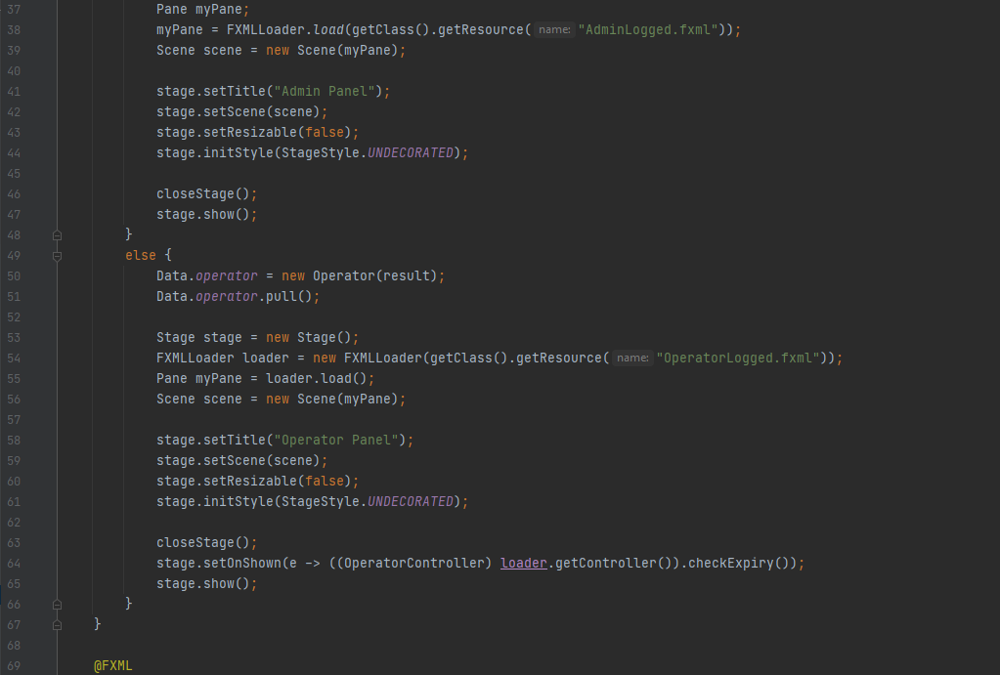 37 Pane myPane;
38 myPane = FXMLLoader.load(getClass().getResource( name: "AdminLogged.fxml"));
39 Scene scene = new Scene(myPane);
40
41 stage.setTitle("Admin Panel");
42 stage.setScene(scene);
43 stage.setResizable(false);
44 stage.initStyle(StageStyle.UNDECORATED);
45
46 closeStage();
47 stage.show();
48 }
49 else {
50 Data.operator = new Operator(result);
51 Data.operator.pull();
52
53 Stage stage = new Stage();
54 FXMLLoader loader = new FXMLLoader(getClass().getResource( name: "OperatorLogged.fxml"));
55 Pane myPane = loader.load();
56 Scene scene = new Scene(myPane);
57
58 stage.setTitle("Operator Panel");
59 stage.setScene(scene);
60 stage.setResizable(false);
61 stage.initStyle(StageStyle.UNDECORATED);
62
63 closeStage();
64 stage.setOnShown(e -> ((OperatorController) loader.getController()).checkExpiry());
65 stage.show();
66 }
67 }
68
69 @FXML